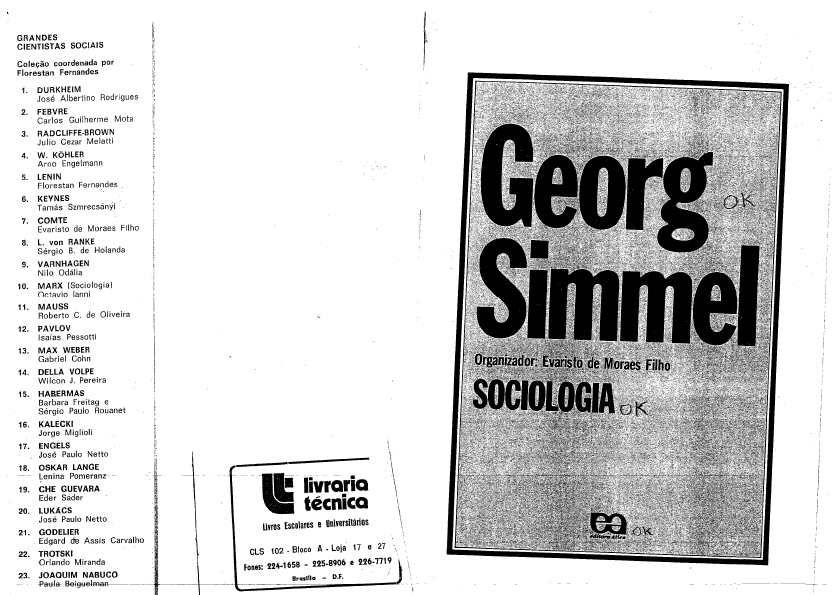 GRANDES
CIENTISTAS SOCIAIS
Coleção coordenada por
Florestan Fernandes
1. DURKHEIM
José Albertino Rodrigues
2. FEBVRE
Carlos Guilherme Mota
3. RADCLIFFE-BROWN
Julio Cezar Melatti
4. W. KÖHLER
Arno Engelmann
5. LENIN
Florestan Fernandes
6. KEYNES
Tamás Szmrecsányi
7. COMTE
Evaristo de Moraes Filho
8. L. von RANKE
Sérgio B. de Holanda
9. VARNHAGEN
Nilo Odália
10. MARX (Sociologia)
Octavio Ianni
11. MAUSS
Roberto C. de Oliveira
12. PAVLOV
Isaías Pessotti
13. MAX WEBER
Gabriel Cohn
14. DELLA VOLPE
Wilcon J. Pereira
15. HABERMAS
Barbara Freitag e
Sérgio Paulo Rouanet
16. KALECKI
Jorge Miglioli
17. ENGELS
José Paulo Netto
18. OSKAR LANGE
Lenina Pomeranz
19. CHE GUEVARA
Eder Sader
20. LUKÁCS
José Paulo Netto
21. GODELIER
Edgard de Assis Carvalho
22. TROTSKI
Orlando Miranda
23. JOAQUIM NABUCO
Paula Beiguelman
livraria
técnica
Livros Escolares e Universitários
CLS 102 - Bloco A - Loja 17 e 27
Fones: 224-1658 - 225-8906 e 226-7719
Brasília - D.F.
Georg
OK
Simmel
Organizador: Evaristo de Moraes Filho
SOCIOLOGIA OK
editora ática OK